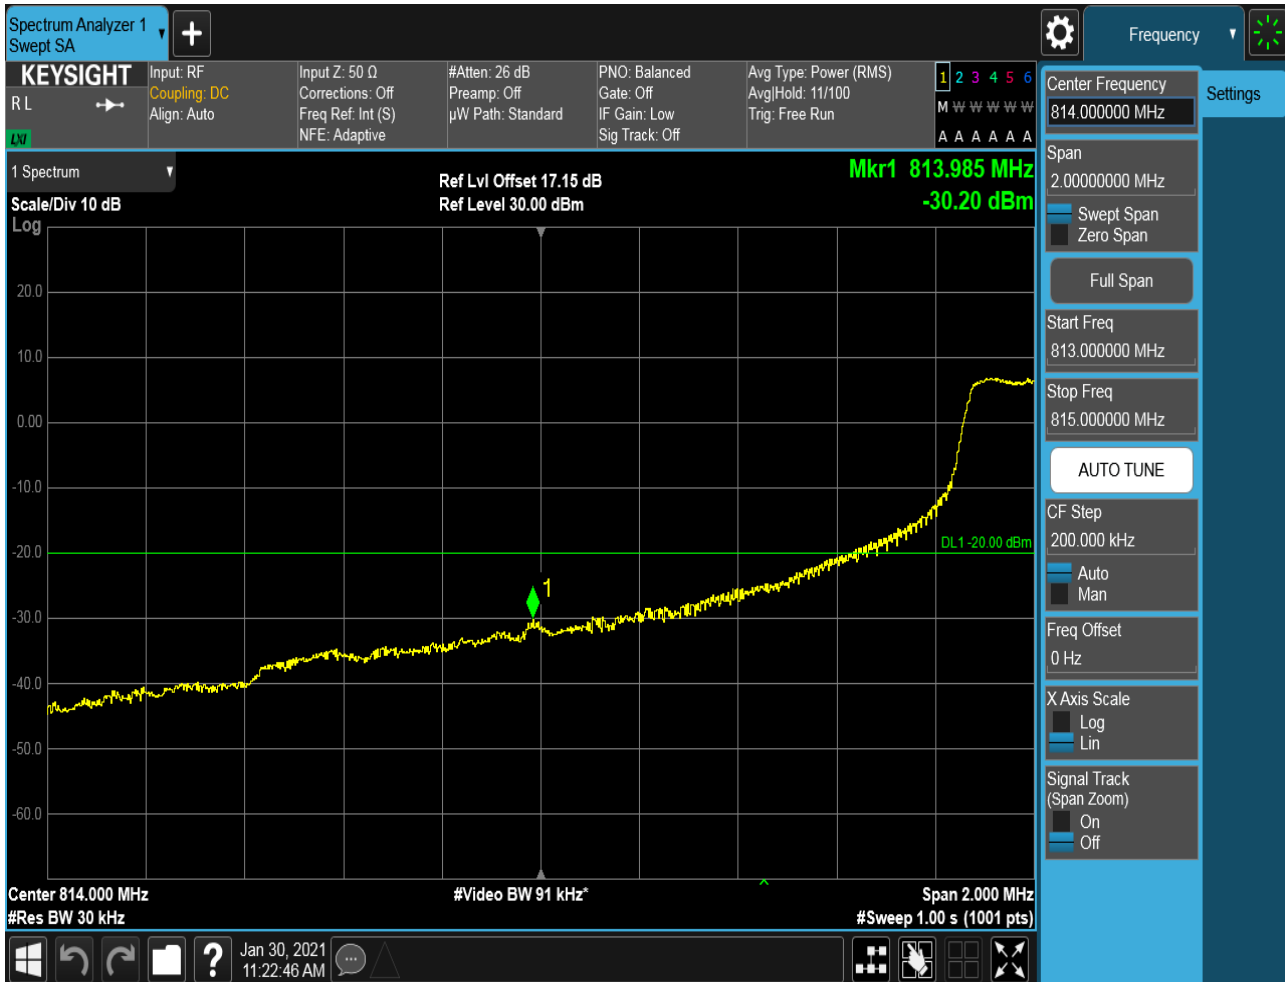 Spectrum Analyzer 1
Swept SA
Frequency
KEYSIGHT
R L
LXI
Input: RF
Coupling: DC
Align: Auto
Input Z: 50 Ω
Corrections: Off
Freq Ref: Int (S)
NFE: Adaptive
#Atten: 26 dB
Preamp: Off
µW Path: Standard
PNO: Balanced
Gate: Off
IF Gain: Low
Sig Track: Off
Avg Type: Power (RMS)
Avg|Hold: 11/100
Trig: Free Run
1 2 3 4 5 6
M W W W W W
A A A A A A
1 Spectrum
Scale/Div 10 dB
Log
Ref Lvl Offset 17.15 dB
Ref Level 30.00 dBm
Mkr1 813.985 MHz
-30.20 dBm
20.0
10.0
0.00
-10.0
-20.0
-30.0
-40.0
-50.0
-60.0
DL1 -20.00 dBm
1
Center 814.000 MHz
#Res BW 30 kHz
#Video BW 91 kHz*
Span 2.000 MHz
#Sweep 1.00 s (1001 pts)
Center Frequency
814.000000 MHz
Span
2.00000000 MHz
Swept Span
Zero Span
Full Span
Start Freq
813.000000 MHz
Stop Freq
815.000000 MHz
AUTO TUNE
CF Step
200.000 kHz
Auto
Man
Freq Offset
0 Hz
X Axis Scale
Log
Lin
Signal Track
(Span Zoom)
On
Off
Settings
?
Jan 30, 2021
11:22:46 AM